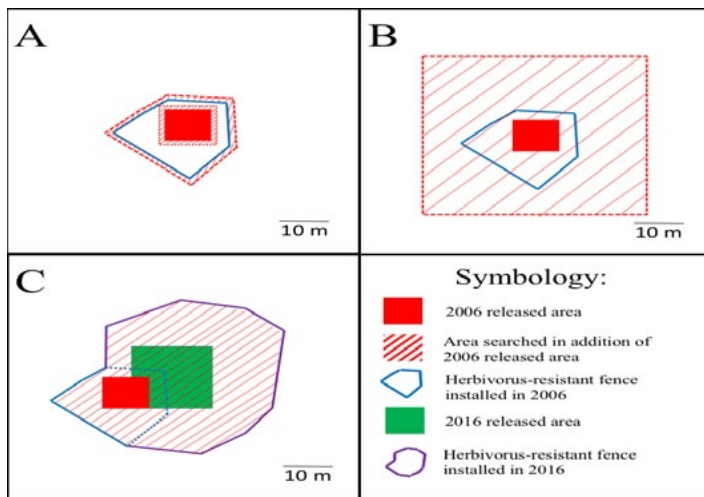 A
10 m
B
10 m
C
10 m
Symbology:
2006 released area
Area searched in addition of
2006 released area
Herbivorus-resistant fence
installed in 2006
2016 released area
Herbivorus-resistant fence
installed in 2016